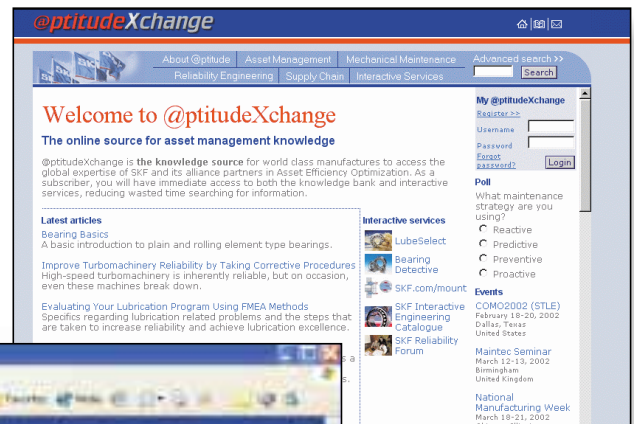 @ptitudeXchange
About @ptitude Asset Management Mechanical Maintenance
Reliability Engineering Supply Chain Interactive Services
Advanced search >>
Search
SKF
Welcome to @ptitudeXchange
The online source for asset management knowledge
@ptitudeXchange is the knowledge source for world class manufactures to access the
global expertise of SKF and its alliance partners in Asset Efficiency
Optimization. As a
subscriber, you will have immediate access to both the knowledge bank and interactive
services, reducing wasted time searching for information.
Latest articles
Bearing Basics
A basic introduction to plain and rolling element type bearings.
Improve Turbomachinery Reliability by Taking Corrective Procedures
High-speed turbomachinery is inherently reliable, but on occasion,
even these machines break down.
Evaluating Your Lubrication Program Using FMEA Methods
Specifics regarding lubrication related problems and the steps that
are taken to increase reliability and achieve lubrication excellence.
s a
s.
Interactive services
LubeSelect
Bearing
Detective
SKF.com/mount
SKF Interactive
Engineering
Catalogue
SKF Reliability
Forum
My @ptitudeXchange
Register >>
Username
Password
Forgot
password?
Login
Poll
What maintenance
strategy are you
using?
Reactive
Predictive
Preventive
Proactive
Events
COMO2002 (STLE)
February 18-20, 2002
Dallas, Texas
United States
Maintec Seminar
March 12-13, 2002
Birmingham
United Kingdom
National
Manufacturing Week
March 18-21, 2002